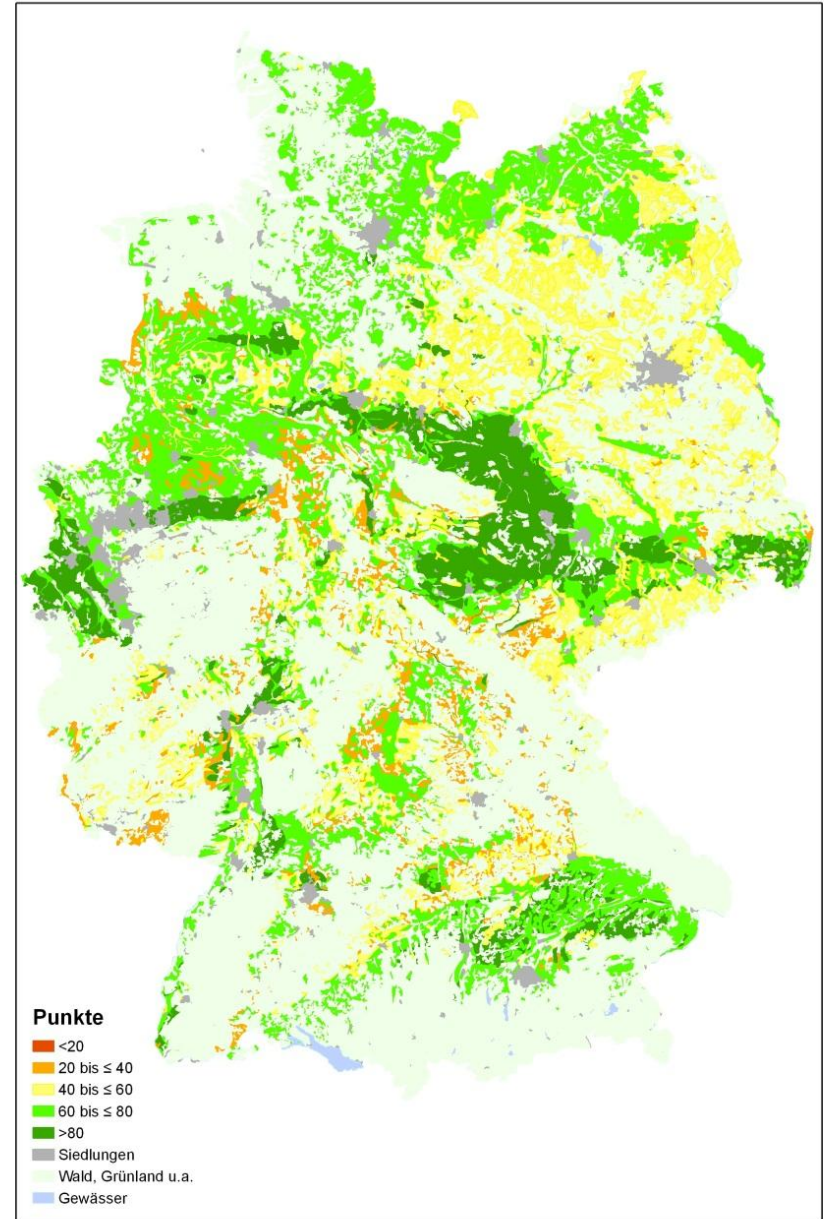 Punkte
<20
20 bis ≤ 40
40 bis ≤ 60
60 bis ≤ 80
>80
Siedlungen
Wald, Grünland u.a.
Gewässer